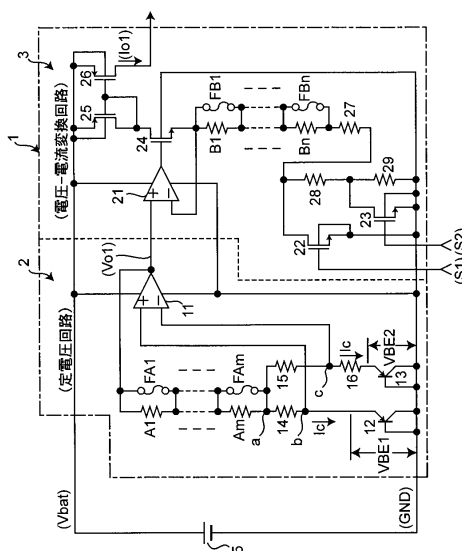 1
2
3
(定電圧回路)
(電圧-電流変換回路)
(Vbat)
(GND)
5
(Vo1)
(Io1)
11
+
−
21
+
−
24
25
26
FA1
FAm
A1
Am
FB1
FBn
B1
Bn
27
28
29
22
23
(S1)
(S2)
a
b
c
14
15
16
Ic
Ic
12
13
VBE1
VBE2